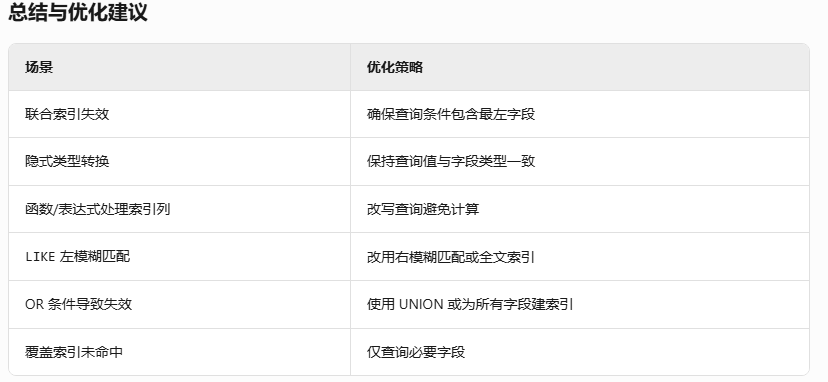 总结与优化建议
场景 优化策略
联合索引失效 确保查询条件包含最左字段
隐式类型转换 保持查询值与字段类型一致
函数/表达式处理索引列 改写查询避免计算
LIKE 左模糊匹配 改用右模糊匹配或全文索引
OR 条件导致失效 使用 UNION 或为所有字段建索引
覆盖索引未命中 仅查询必要字段